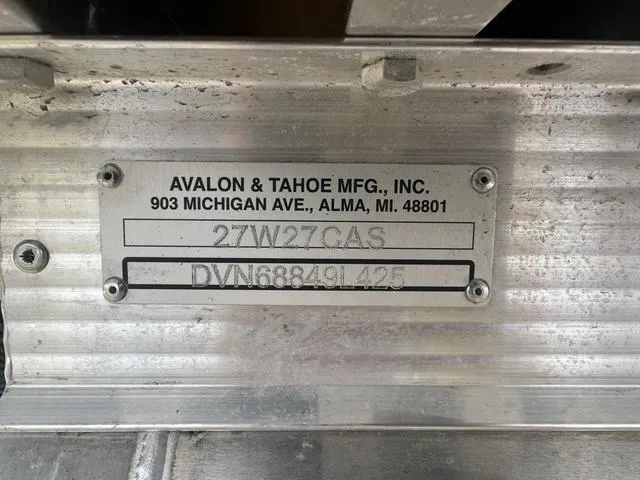 AVALON & TAHOE MFG., INC.
903 MICHIGAN AVE., ALMA, MI. 48801
27W27CAS
DVN68849L425